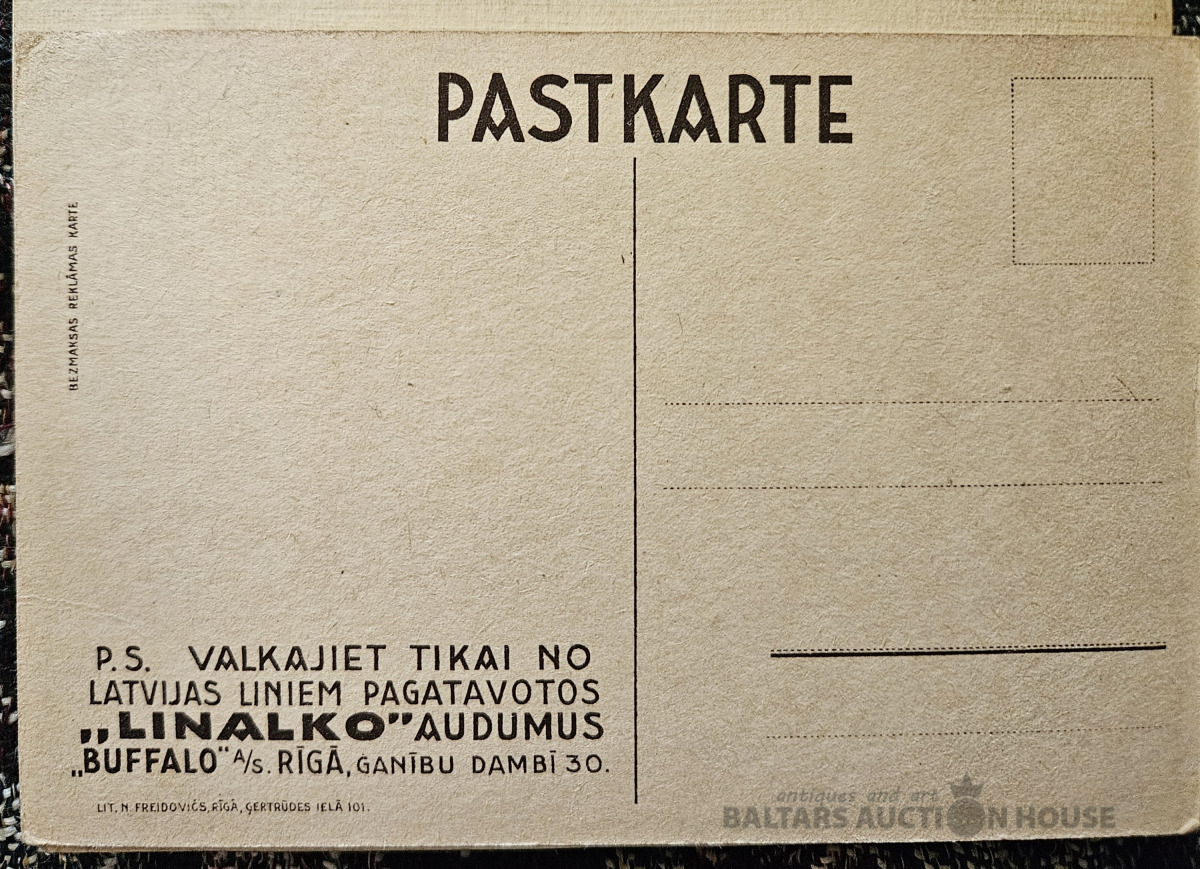 PASTKARTE
BEZMAKSAS REKLĀMAS KARTE
P.S. VALKAJIET TIKAI NO
LATVIJAS LINIEM PAGATAVOTOS
„LINALKO” AUDUMUS
„BUFFALO” A/S. RĪGĀ, GANĪBU DAMBĪ 30.
LIT. N. FREIDOVIČS, RĪGĀ, ĢERTRŪDES IELĀ 101.
antiques and art
BALTARS AUCTION HOUSE